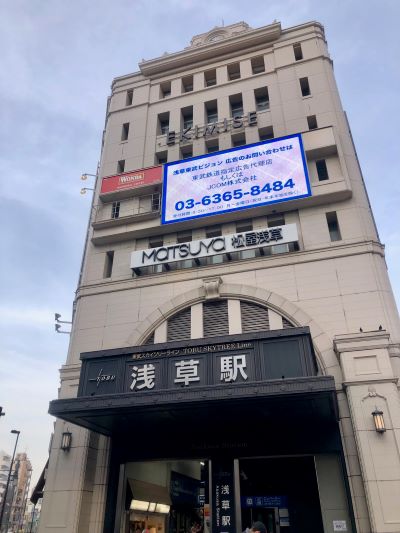 EKIMISE
浅草東武ビジョン 広告のお問い合わせは
東武鉄道指定広告代理店
もしくは
JCOM株式会社
03-6365-8484
MATSUYA 松屋浅草
東武スカイツリーライン TOBU SKYTREE Line
TOBU
浅草駅
浅草駅